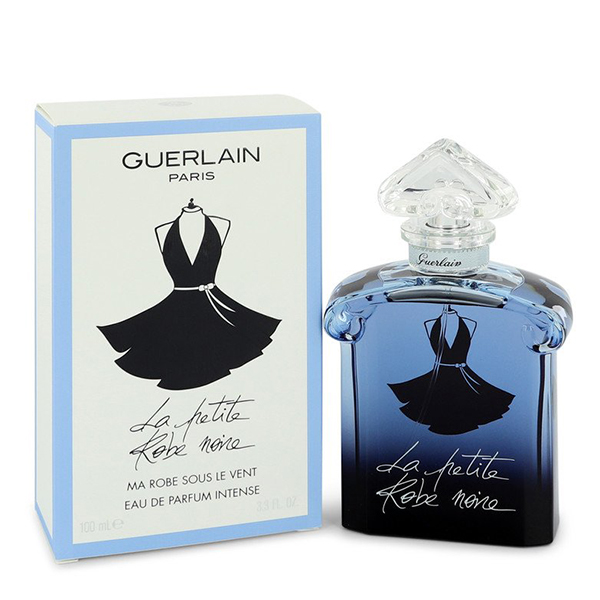 GUERLAIN
PARIS
La petite
Robe noire
MA ROBE SOUS LE VENT
EAU DE PARFUM INTENSE
100 mL ℮ 3.3 FL.OZ
Guerlain
La petite
Robe noire